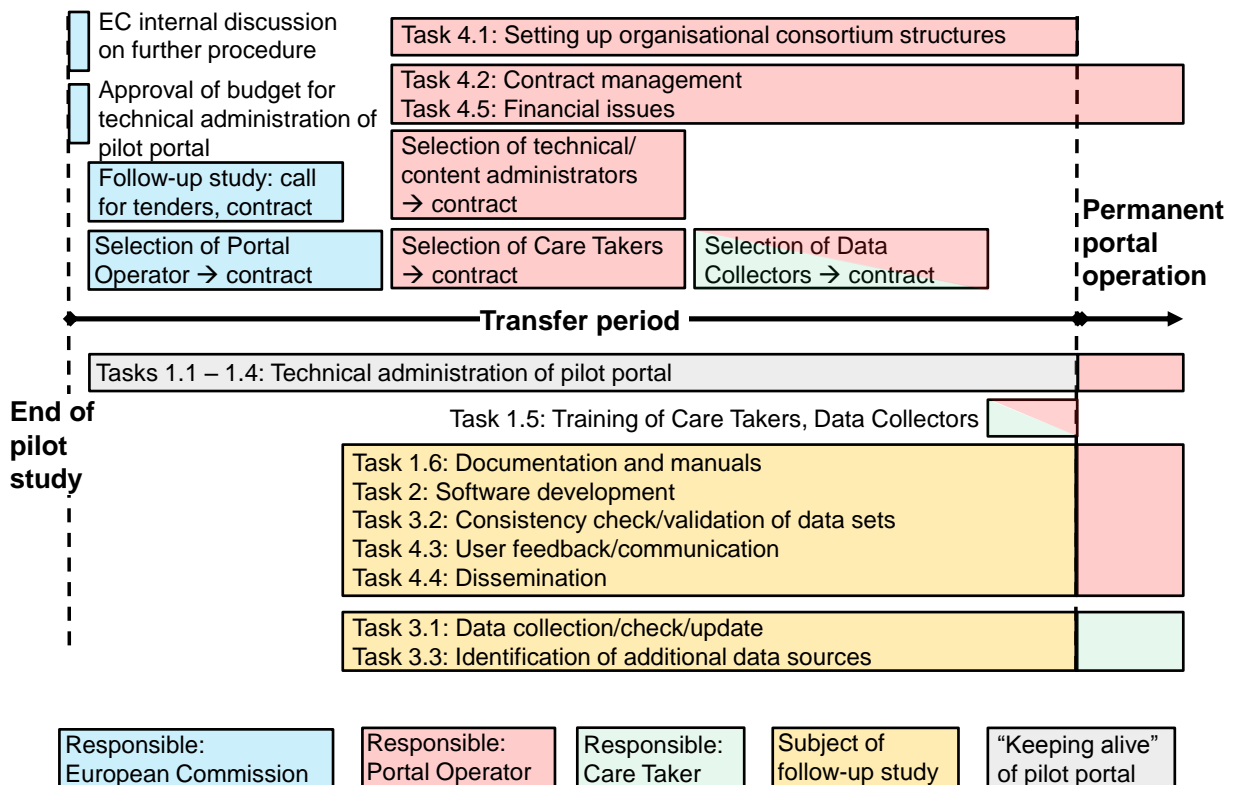 EC internal discussion
on further procedure
Approval of budget for
technical administration of
pilot portal
Follow-up study: call
for tenders, contract
Selection of Portal
Operator → contract
Task 4.1: Setting up organisational consortium structures
Task 4.2: Contract management
Task 4.5: Financial issues
Selection of technical/
content administrators
→ contract
Selection of Care Takers
→ contract
Selection of Data
Collectors → contract
Permanent
portal
operation
Transfer period
End of
pilot
study
Tasks 1.1 – 1.4: Technical administration of pilot portal
Task 1.5: Training of Care Takers, Data Collectors
Task 1.6: Documentation and manuals
Task 2: Software development
Task 3.2: Consistency check/validation of data sets
Task 4.3: User feedback/communication
Task 4.4: Dissemination
Task 3.1: Data collection/check/update
Task 3.3: Identification of additional data sources
Responsible:
European Commission
Responsible:
Portal Operator
Responsible:
Care Taker
Subject of
follow-up study
“Keeping alive”
of pilot portal